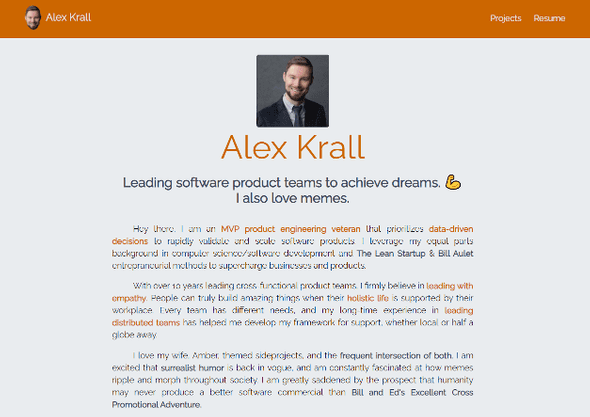 Alex Krall
Projects Resume
Alex Krall
Leading software product teams to achieve dreams. 💪
I also love memes.
Hey there. I am an MVP product engineering veteran that prioritizes data-driven
decisions to rapidly validate and scale software products. I leverage my equal parts
background in computer science/software development and The Lean Startup & Bill Aulet
entrepreneurial methods to supercharge businesses and products.
With over 10 years leading cross-functional product teams. I firmly believe in leading with
empathy. People can truly build amazing things when their holistic life is supported by their
workplace. Every team has different needs, and my long-time experience in leading
distributed teams has helped me develop my framework for support, whether local or half a
globe away.
I love my wife, Amber, themed sideprojects, and the frequent intersection of both. I am
excited that surrealist humor is back in vogue, and am constantly fascinated at how memes
ripple and morph throughout society. I am greatly saddened by the prospect that humanity
may never produce a better software commercial than Bill and Ed's Excellent Cross
Promotional Adventure.